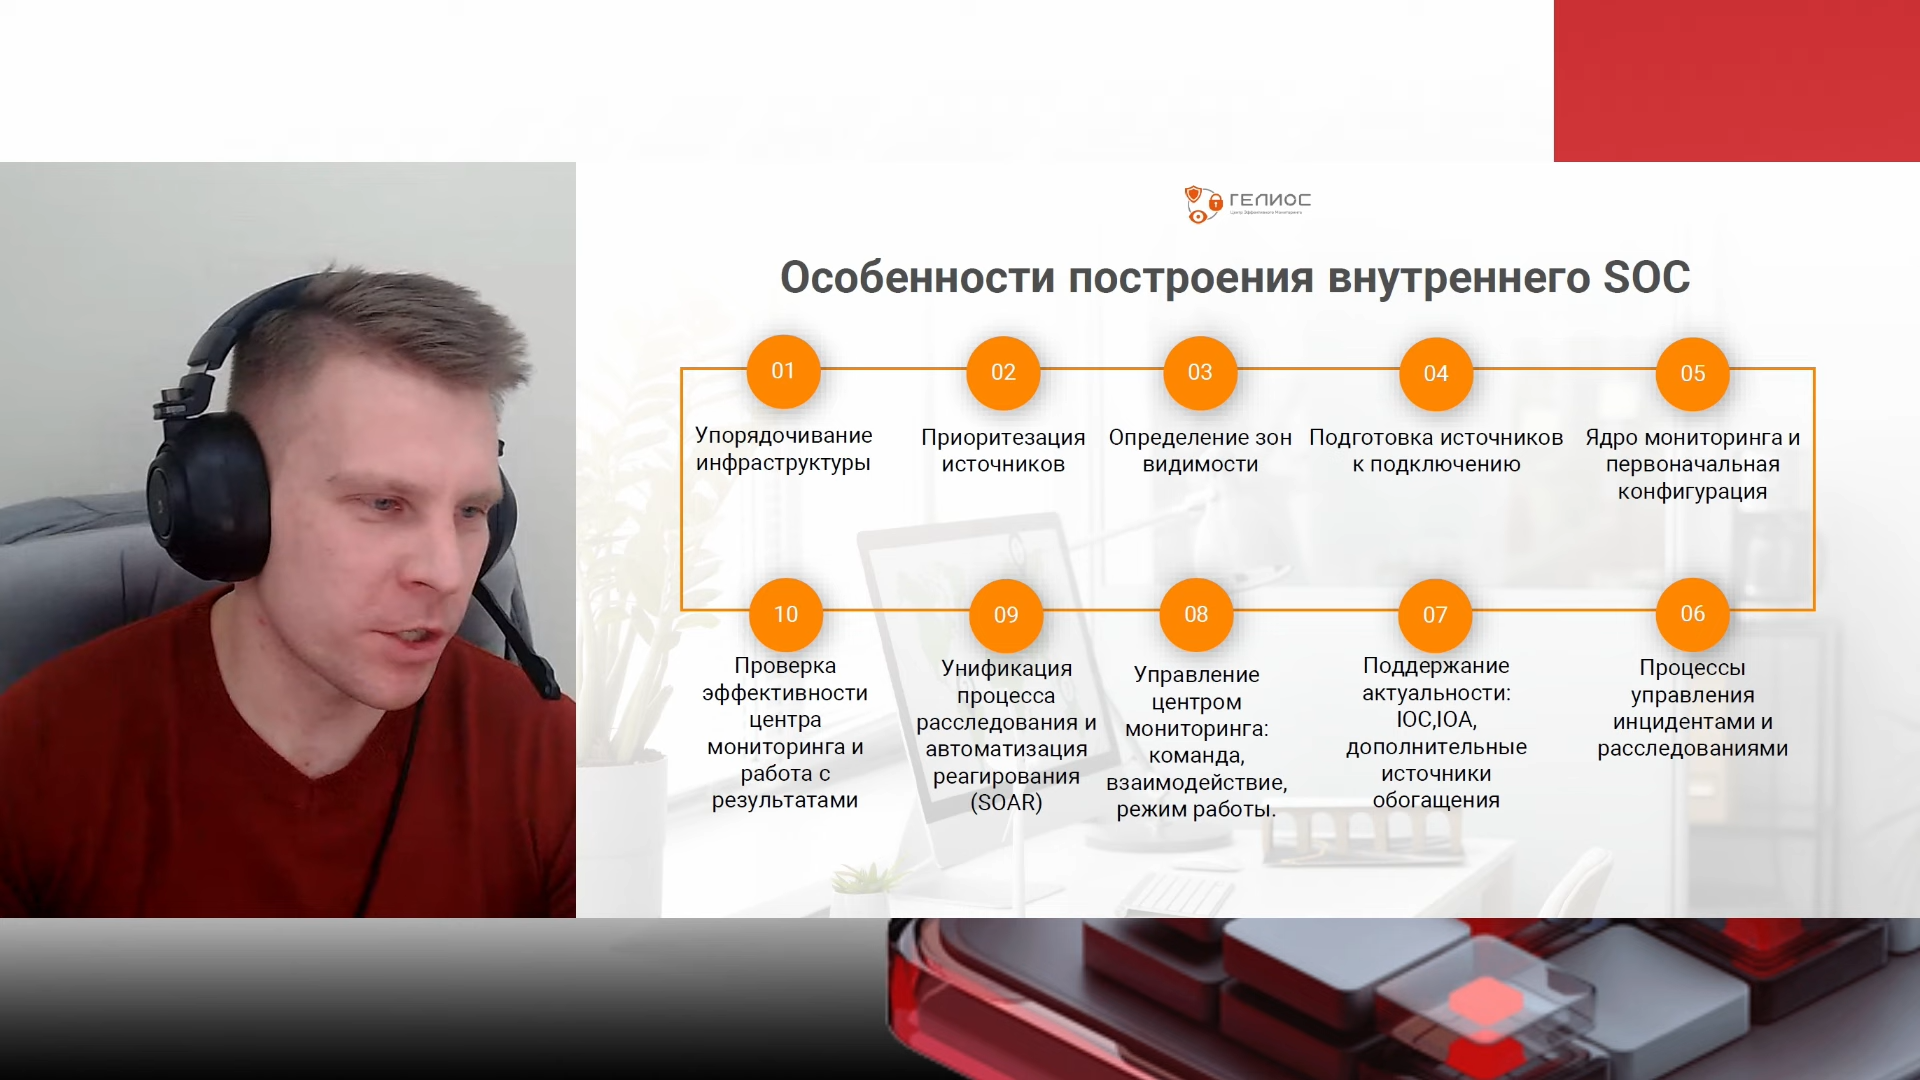 ГЕЛИОС
Особенности построения внутреннего SOC
01
Упорядочивание
инфраструктуры
02
Приоритезация
источников
03
Определение зон
видимости
04
Подготовка источников
к подключению
05
Ядро мониторинга и
первоначальная
конфигурация
10
Проверка
эффективности
центра
мониторинга и
работа с
результатами
09
Унификация
процесса
расследования и
автоматизация
реагирования
(SOAR)
08
Управление
центром
мониторинга:
команда,
взаимодействие,
режим работы.
07
Поддержание
актуальности:
IOC,IOA,
дополнительные
источники
обогащения
06
Процессы
управления
инцидентами и
расследованиями